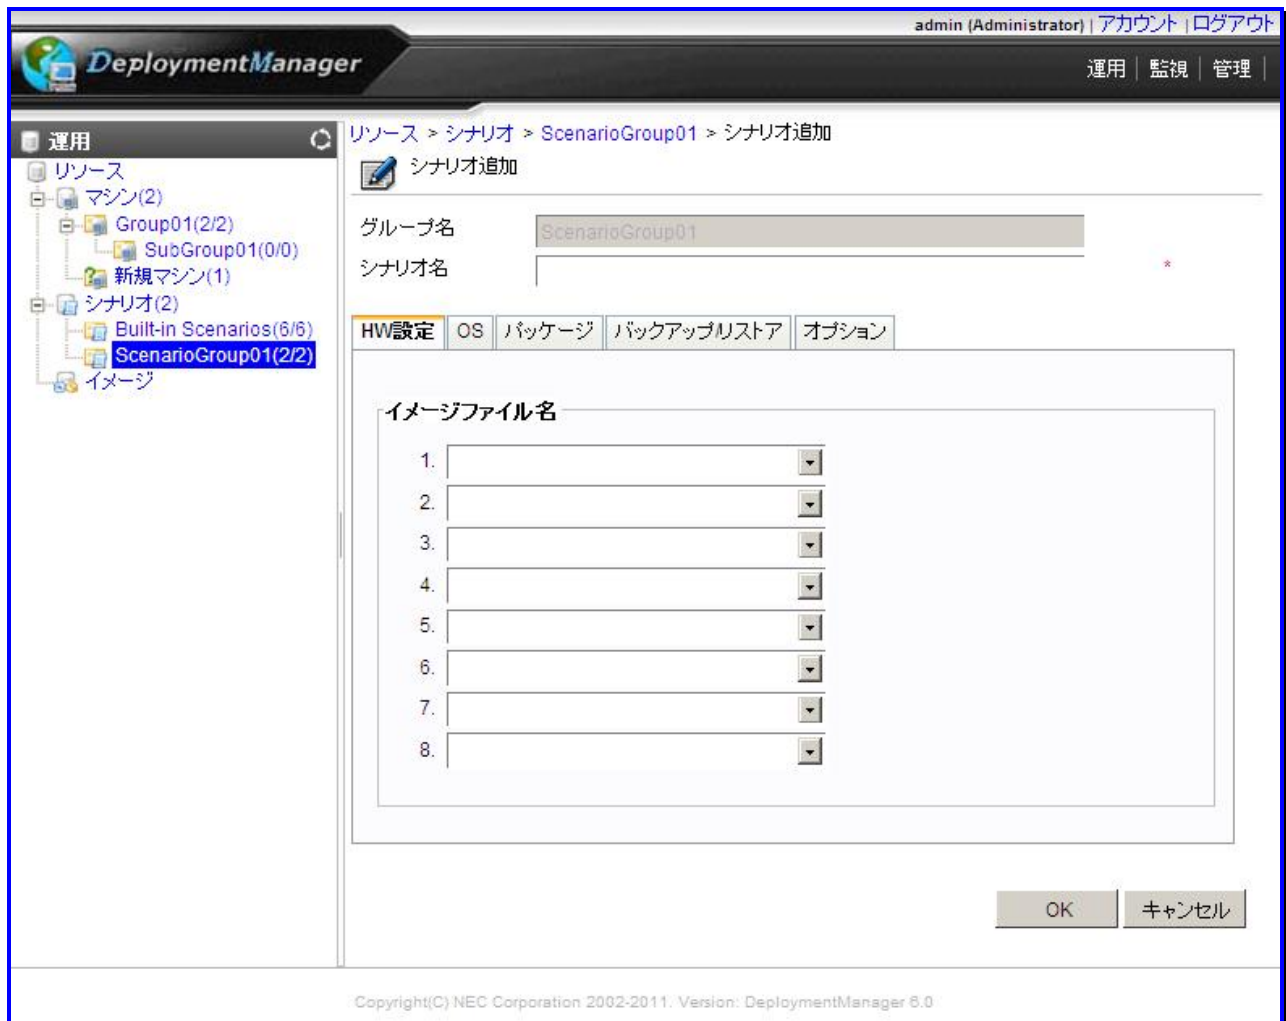 admin (Administrator) | アカウント | ログアウト
DeploymentManager
運用 | 監視 | 管理 |
運用
リソース
マシン(2)
Group01(2/2)
SubGroup01(0/0)
新規マシン(1)
シナリオ(2)
Built-in Scenarios(6/6)
ScenarioGroup01(2/2)
イメージ
リソース > シナリオ > ScenarioGroup01 > シナリオ追加
シナリオ追加
グループ名 ScenarioGroup01
シナリオ名 *
HW設定 OS パッケージ バックアップ/リストア オプション
イメージファイル名
1.
2.
3.
4.
5.
6.
7.
8.
OK キャンセル
Copyright(C) NEC Corporation 2002-2011. Version: DeploymentManager 6.0